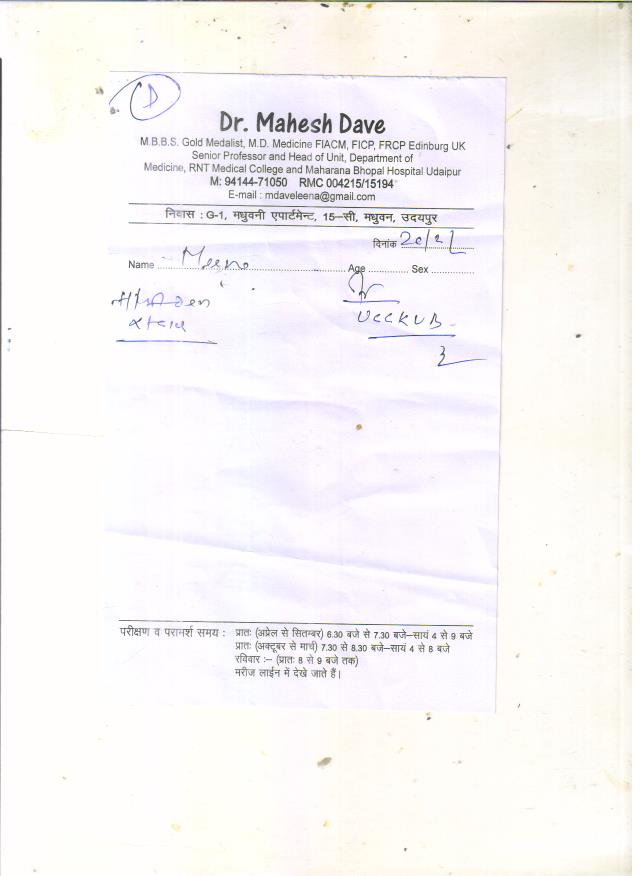 D
Dr. Mahesh Dave
M.B.B.S. Gold Medalist, M.D. Medicine FIACM, FICP, FRCP Edinburg UK
Senior Professor and Head of Unit, Department of
Medicine, RNT Medical College and Maharana Bhopal Hospital Udaipur
M: 94144-71050 RMC 004215/15194
E-mail : mdaveleena@gmail.com
निवास : G-1, मधुवनी एपार्टमेन्ट, 15-सी, मधुवन, उदयपुर
दिनांक
Name Age Sex
परीक्षण व परामर्श समय : प्रातः (अप्रेल से सितम्बर) 6.30 बजे से 7.30 बजे-सायं 4 से 9 बजे
प्रातः (अक्टूबर से मार्च) 7.30 से 8.30 बजे-सायं 4 से 8 बजे
रविवार :- (प्रातः 8 से 9 बजे तक)
मरीज लाईन में देखे जाते हैं।